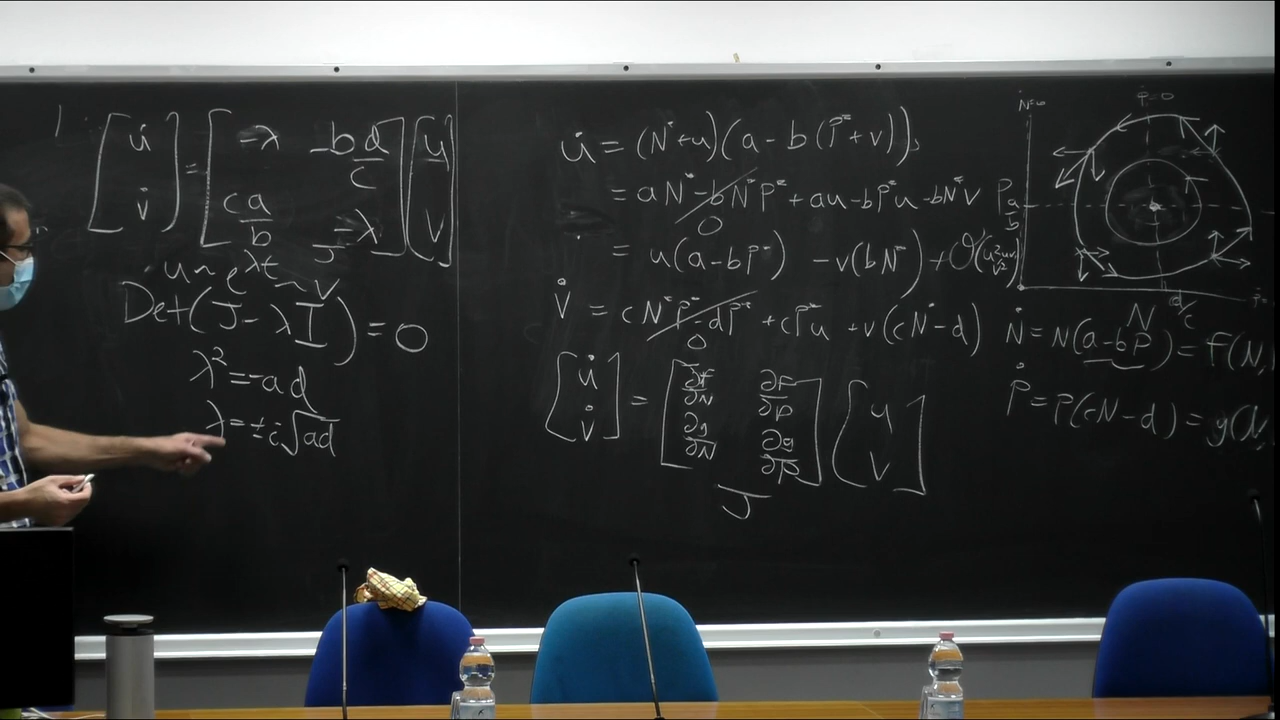 [u̇ v̇] = [-λ -bd/c ; ca/b -λ] [u v]
J
u ~ e^λt ~ v
Det(J - λI) = 0
λ² = -ad
λ = ± i√ad
u̇ = (N* + u)(a - b(P* + v))
= aN* - bN*P* + au - bP*u - bN*v
0
= u(a - bP*) - v(bN*) + O(u², uv, v²)
v̇ = cN*P* - dP* + cP*u + v(cN* - d)
0
[u̇ v̇] = [∂f/∂N ∂f/∂P ; ∂g/∂N ∂g/∂P] [u v]
J
Ṗ=0
P
a/b
N
d/c
Ṅ = N(a - bP) = f(N,
Ṗ = P(cN - d) = g(N,